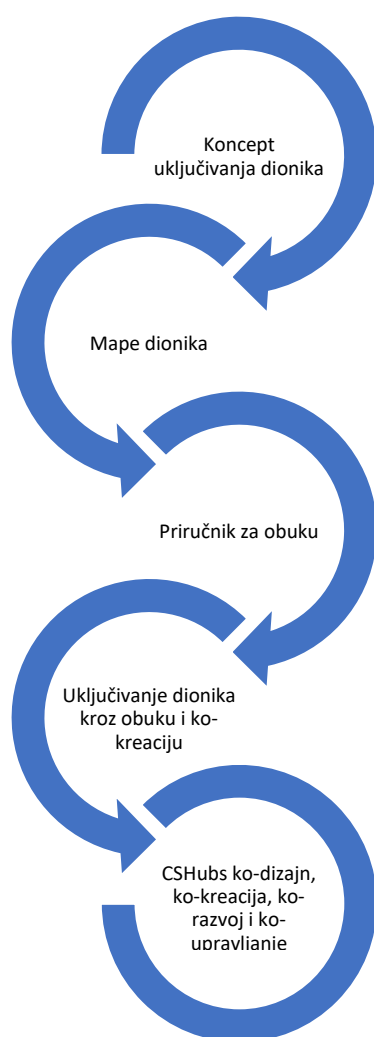 Koncept
uključivanja dionika
Mape dionika
Priručnik za obuku
Uključivanje dionika
kroz obuku i ko-
kreaciju
CSHubs ko-dizajn,
ko-kreacija, ko-
razvoj i ko-
upravljanje